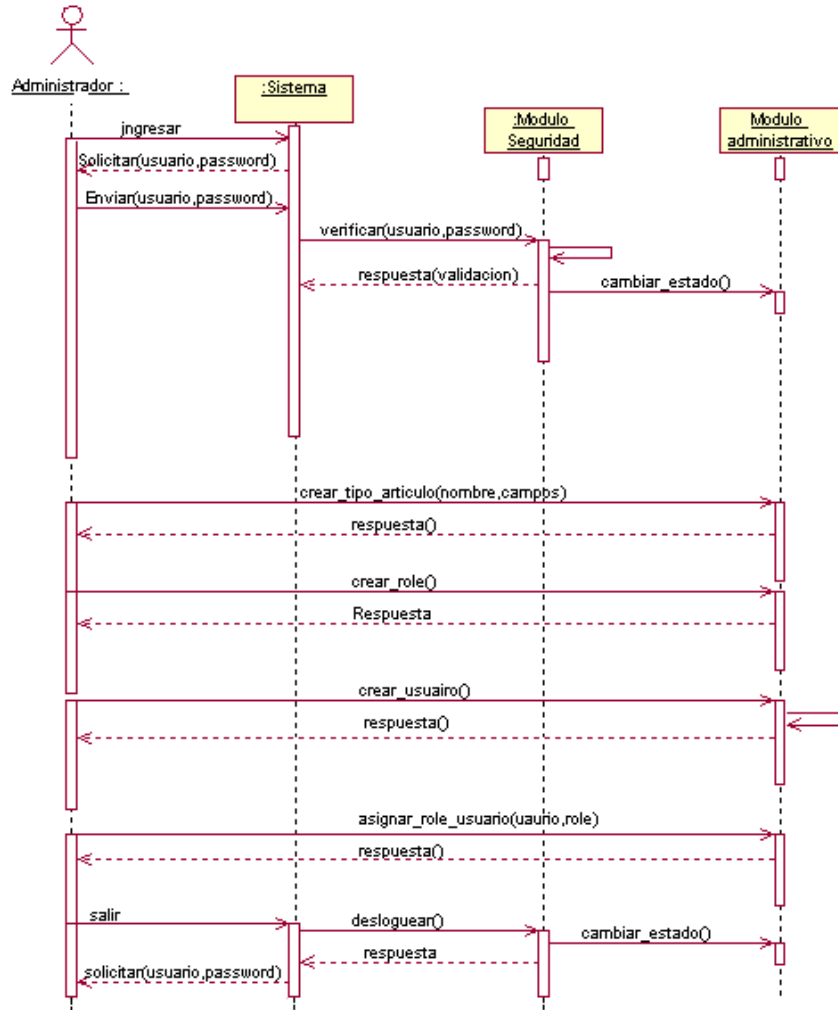 Administrador :
:Sistema
:Modulo
Seguridad
Modulo
administrativo
jngresar
Solicitar(usuario,password)
Enviar(usuario,password)
verificar(usuario,password)
respuesta(validacion)
cambiar_estado()
crear_tipo_articulo(nombre,campos)
respuesta()
crear_role()
Respuesta
crear_usuairo()
respuesta()
asignar_role_usuario(uaurio,role)
respuesta()
salir
desloguear()
cambiar_estado()
respuesta
solicitar(usuario,password)